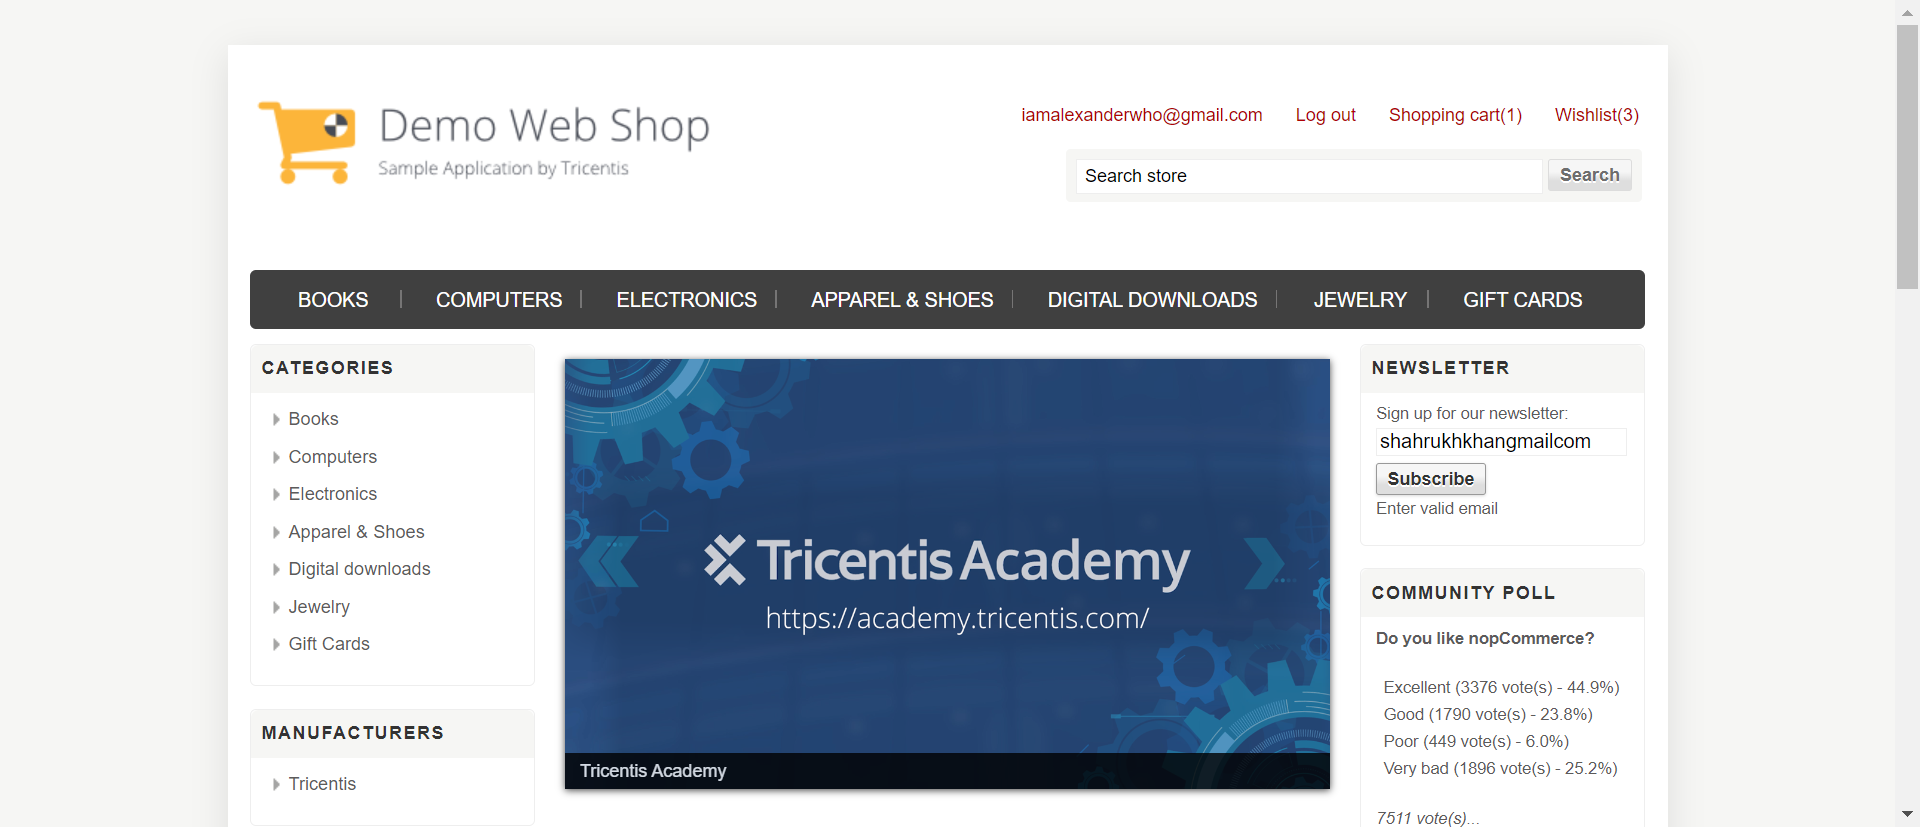 Demo Web Shop
Sample Application by Tricentis
iamalexanderwho@gmail.com Log out Shopping cart(1) Wishlist(3)
Search store Search
BOOKS COMPUTERS ELECTRONICS APPAREL & SHOES DIGITAL DOWNLOADS JEWELRY GIFT CARDS
CATEGORIES
Books
Computers
Electronics
Apparel & Shoes
Digital downloads
Jewelry
Gift Cards
MANUFACTURERS
Tricentis
Tricentis Academy
https://academy.tricentis.com/
Tricentis Academy
NEWSLETTER
Sign up for our newsletter:
shahrukhkhangmailcom
Subscribe
Enter valid email
COMMUNITY POLL
Do you like nopCommerce?
Excellent (3376 vote(s) - 44.9%)
Good (1790 vote(s) - 23.8%)
Poor (449 vote(s) - 6.0%)
Very bad (1896 vote(s) - 25.2%)
7511 vote(s)...